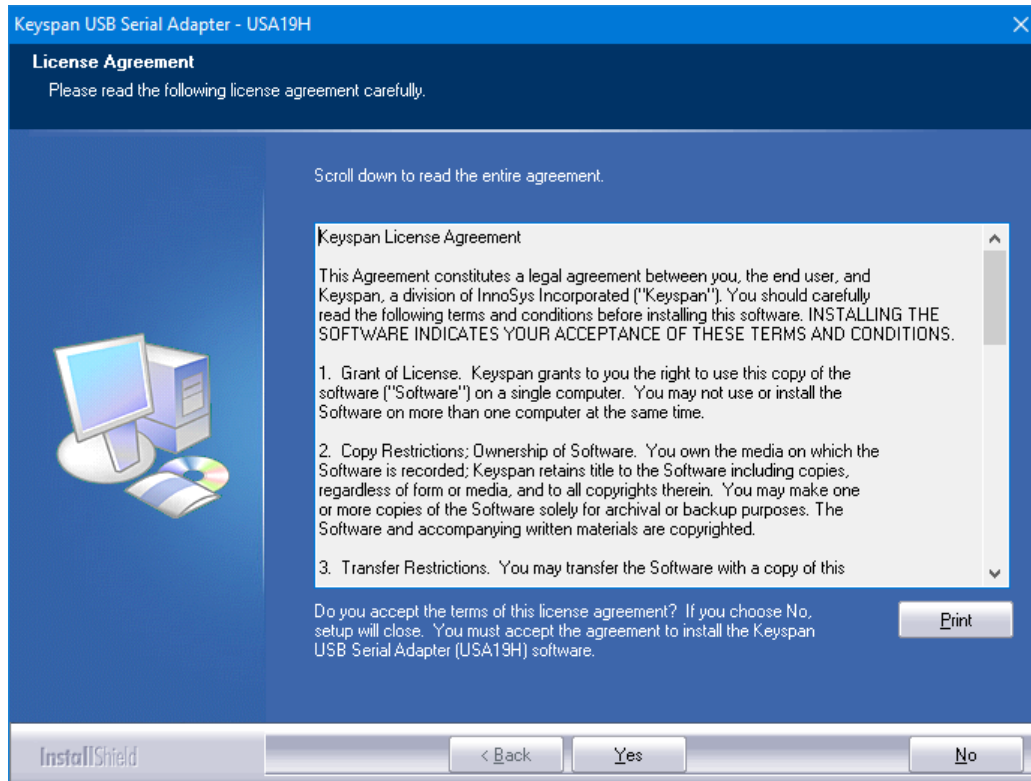 Keyspan USB Serial Adapter - USA19H
License Agreement
Please read the following license agreement carefully.
Scroll down to read the entire agreement.
Keyspan License Agreement
This Agreement constitutes a legal agreement between you, the end user, and
Keyspan, a division of InnoSys Incorporated ("Keyspan"). You should carefully
read the following terms and conditions before installing this software. INSTALLING THE
SOFTWARE INDICATES YOUR ACCEPTANCE OF THESE TERMS AND CONDITIONS.
1. Grant of License. Keyspan grants to you the right to use this copy of the
software ("Software") on a single computer. You may not use or install the
Software on more than one computer at the same time.
2. Copy Restrictions; Ownership of Software. You own the media on which the
Software is recorded; Keyspan retains title to the Software including copies,
regardless of form or media, and to all copyrights therein. You may make one
or more copies of the Software solely for archival or backup purposes. The
Software and accompanying written materials are copyrighted.
3. Transfer Restrictions. You may transfer the Software with a copy of this
Do you accept the terms of this license agreement? If you choose No,
setup will close. You must accept the agreement to install the Keyspan
USB Serial Adapter (USA19H) software.
Print
InstallShield
< Back
Yes
No